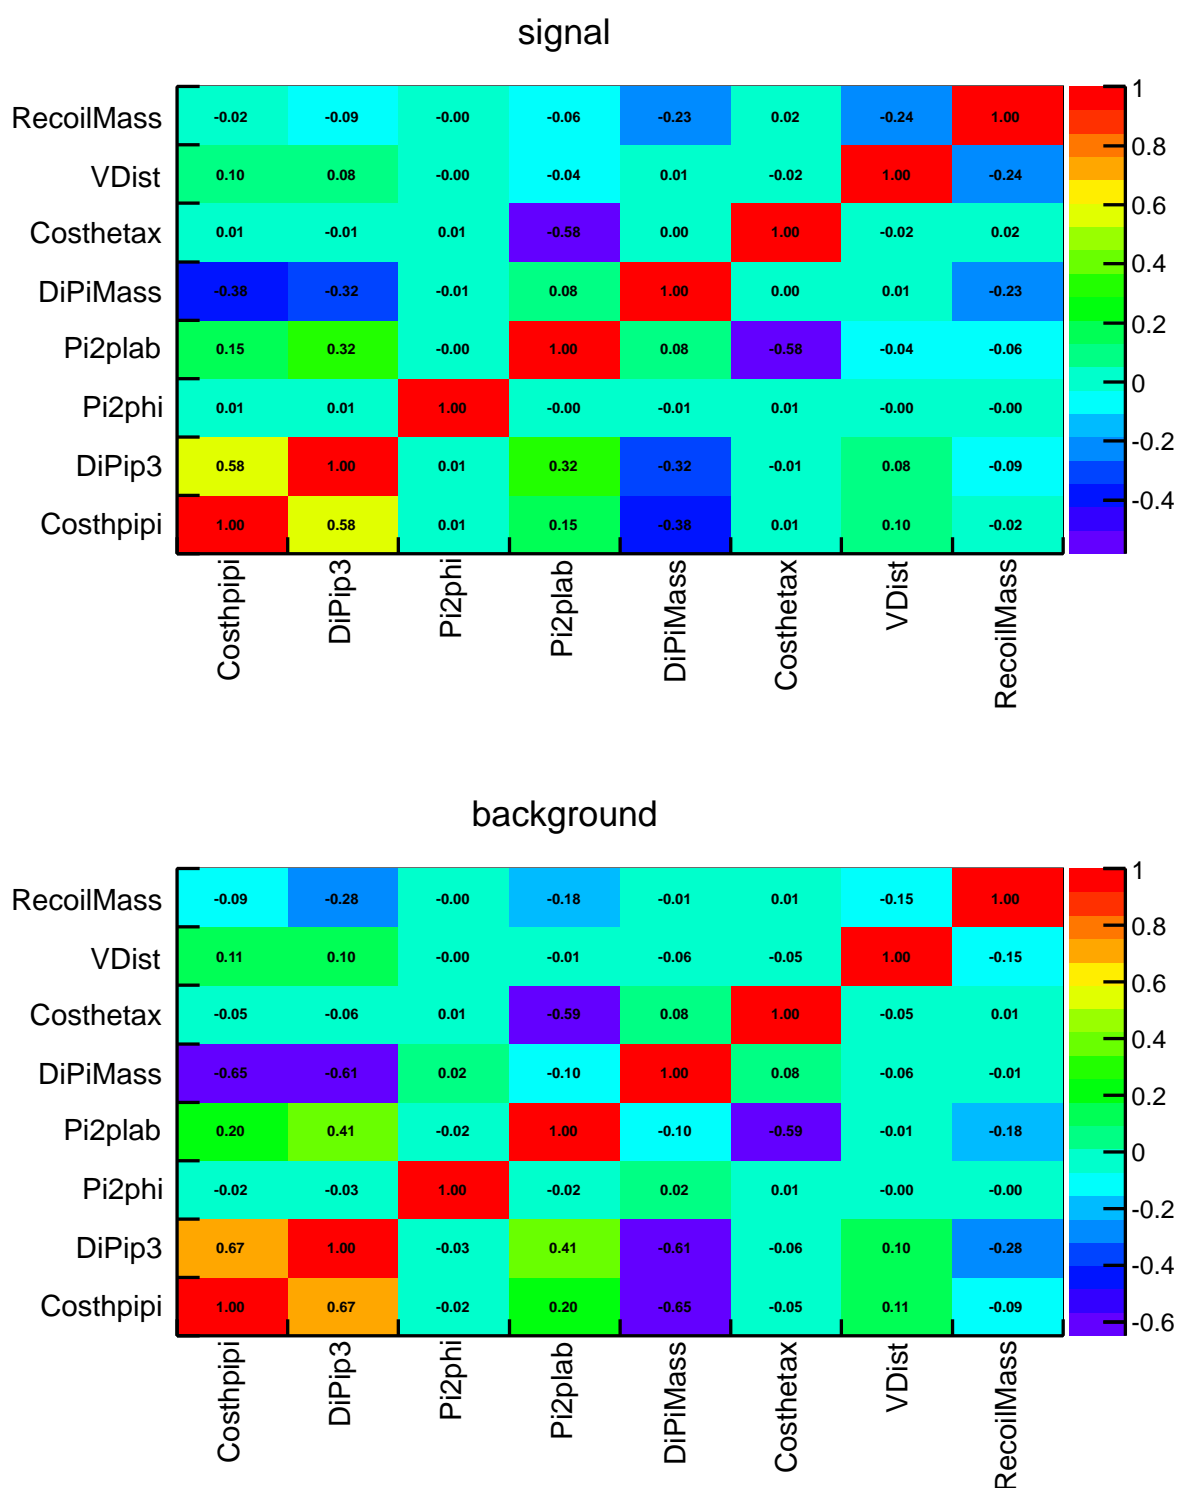 signal
RecoilMass -0.02 -0.09 -0.00 -0.06 -0.23 0.02 -0.24 1.00
VDist 0.10 0.08 -0.00 -0.04 0.01 -0.02 1.00 -0.24
Costhetax 0.01 -0.01 0.01 -0.58 0.00 1.00 -0.02 0.02
DiPiMass -0.38 -0.32 -0.01 0.08 1.00 0.00 0.01 -0.23
Pi2plab 0.15 0.32 -0.00 1.00 0.08 -0.58 -0.04 -0.06
Pi2phi 0.01 0.01 1.00 -0.00 -0.01 0.01 -0.00 -0.00
DiPip3 0.58 1.00 0.01 0.32 -0.32 -0.01 0.08 -0.09
Costhpipi 1.00 0.58 0.01 0.15 -0.38 0.01 0.10 -0.02
Costhpipi DiPip3 Pi2phi Pi2plab DiPiMass Costhetax VDist RecoilMass
1
0.8
0.6
0.4
0.2
0
-0.2
-0.4
background
RecoilMass -0.09 -0.28 -0.00 -0.18 -0.01 0.01 -0.15 1.00
VDist 0.11 0.10 -0.00 -0.01 -0.06 -0.05 1.00 -0.15
Costhetax -0.05 -0.06 0.01 -0.59 0.08 1.00 -0.05 0.01
DiPiMass -0.65 -0.61 0.02 -0.10 1.00 0.08 -0.06 -0.01
Pi2plab 0.20 0.41 -0.02 1.00 -0.10 -0.59 -0.01 -0.18
Pi2phi -0.02 -0.03 1.00 -0.02 0.02 0.01 -0.00 -0.00
DiPip3 0.67 1.00 -0.03 0.41 -0.61 -0.06 0.10 -0.28
Costhpipi 1.00 0.67 -0.02 0.20 -0.65 -0.05 0.11 -0.09
Costhpipi DiPip3 Pi2phi Pi2plab DiPiMass Costhetax VDist RecoilMass
1
0.8
0.6
0.4
0.2
0
-0.2
-0.4
-0.6